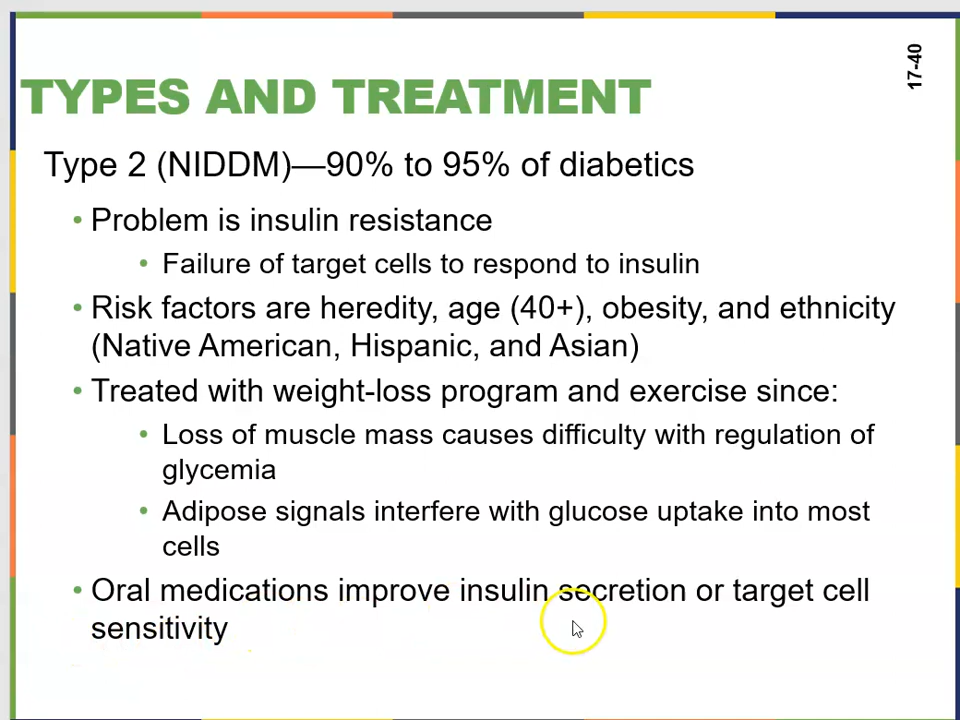 17-40
TYPES AND TREATMENT
Type 2 (NIDDM)—90% to 95% of diabetics
• Problem is insulin resistance
• Failure of target cells to respond to insulin
• Risk factors are heredity, age (40+), obesity, and ethnicity
(Native American, Hispanic, and Asian)
• Treated with weight-loss program and exercise since:
• Loss of muscle mass causes difficulty with regulation of
glycemia
• Adipose signals interfere with glucose uptake into most
cells
• Oral medications improve insulin secretion or target cell
sensitivity